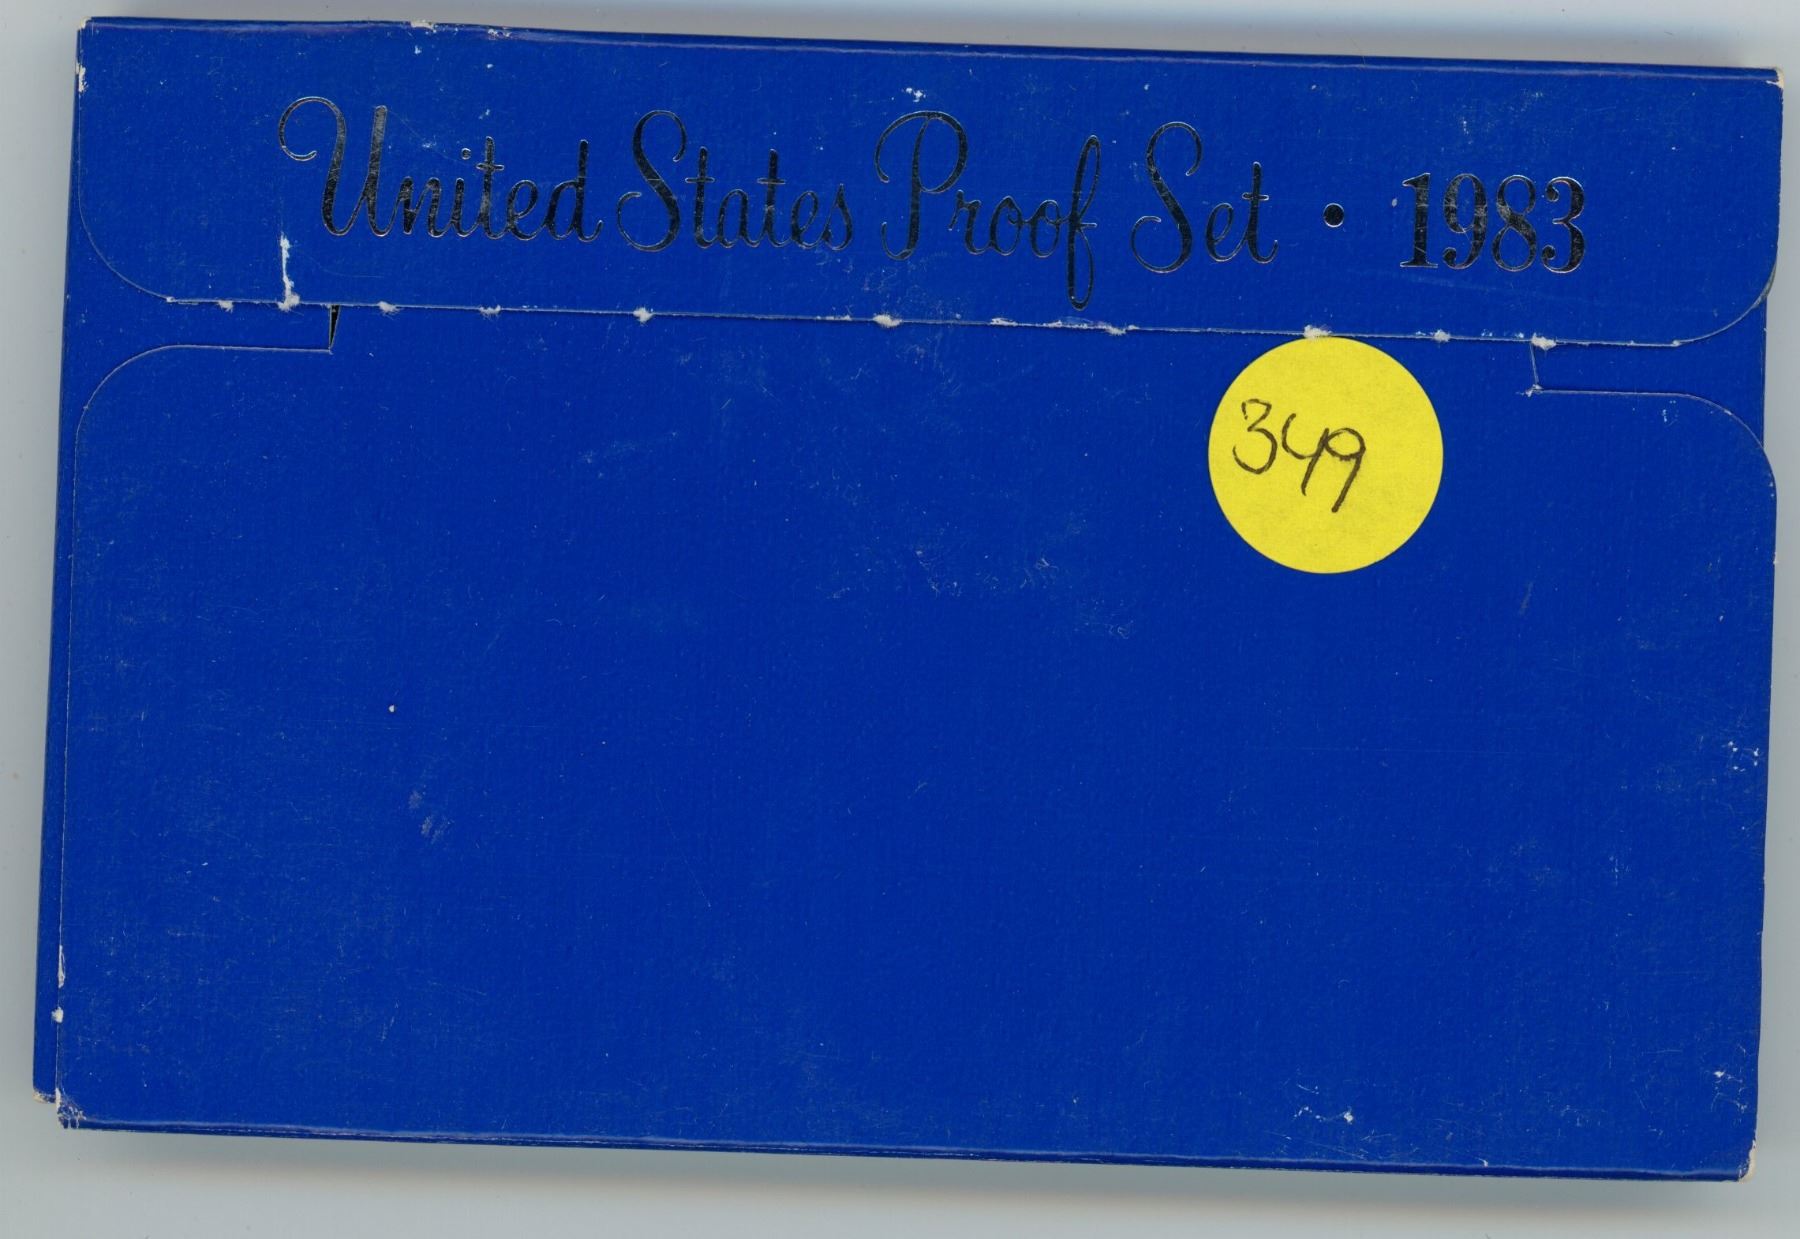 United States Proof Set • 1983
349